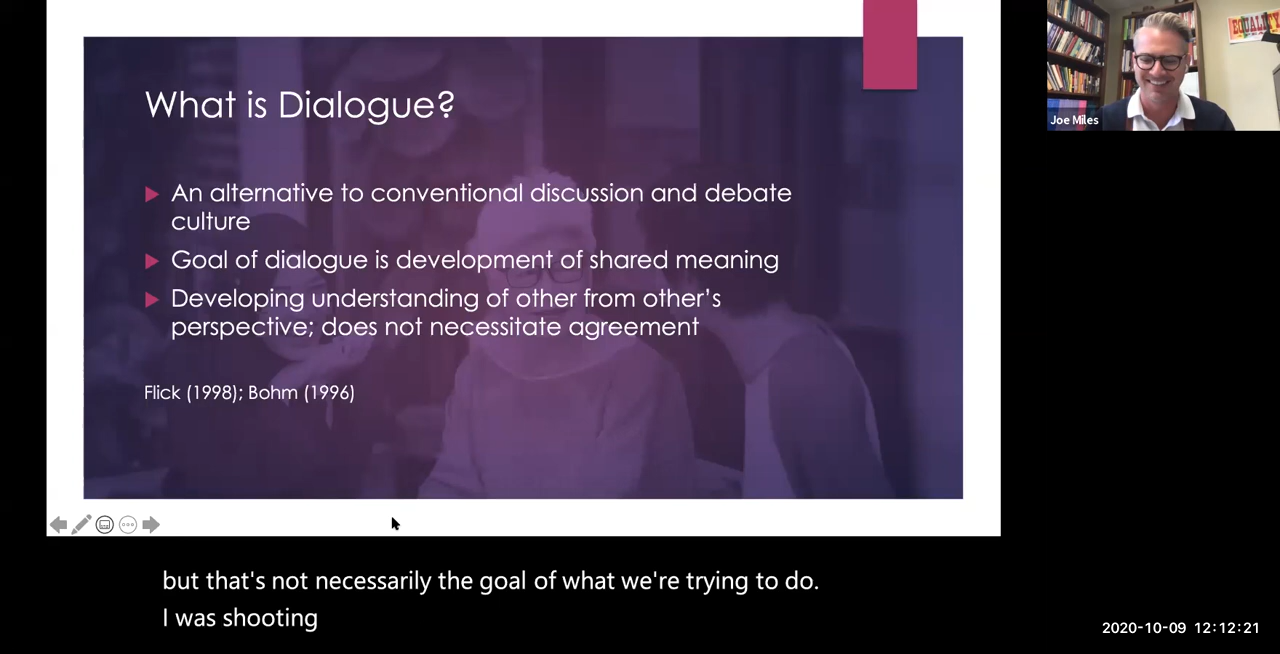 What is Dialogue?
An alternative to conventional discussion and debate
culture
Goal of dialogue is development of shared meaning
Developing understanding of other from other’s
perspective; does not necessitate agreement
Flick (1998); Bohm (1996)
EQUALITY
Joe Miles
but that's not necessarily the goal of what we're trying to do.
I was shooting
2020-10-09 12:12:21